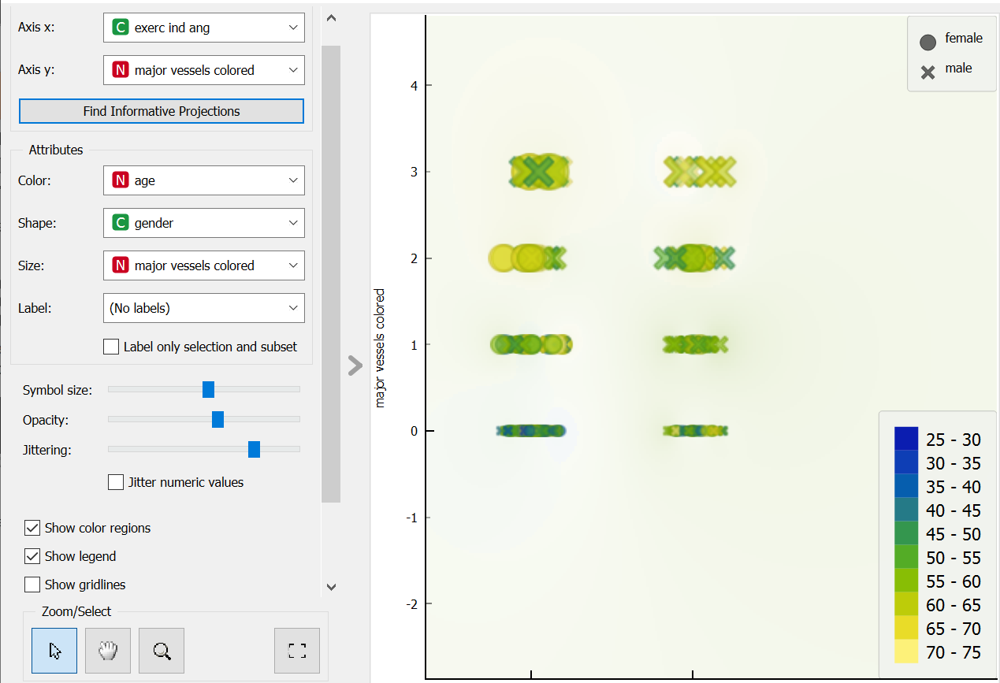 Axis x:
C exerc ind ang
Axis y:
N major vessels colored
Find Informative Projections
Attributes
Color:
N age
Shape:
C gender
Size:
N major vessels colored
Label:
(No labels)
Label only selection and subset
Symbol size:
Opacity:
Jittering:
Jitter numeric values
Show color regions
Show legend
Show gridlines
Zoom/Select
major vessels colored
4
3
2
1
0
-1
-2
female
male
25 - 30
30 - 35
35 - 40
40 - 45
45 - 50
50 - 55
55 - 60
60 - 65
65 - 70
70 - 75